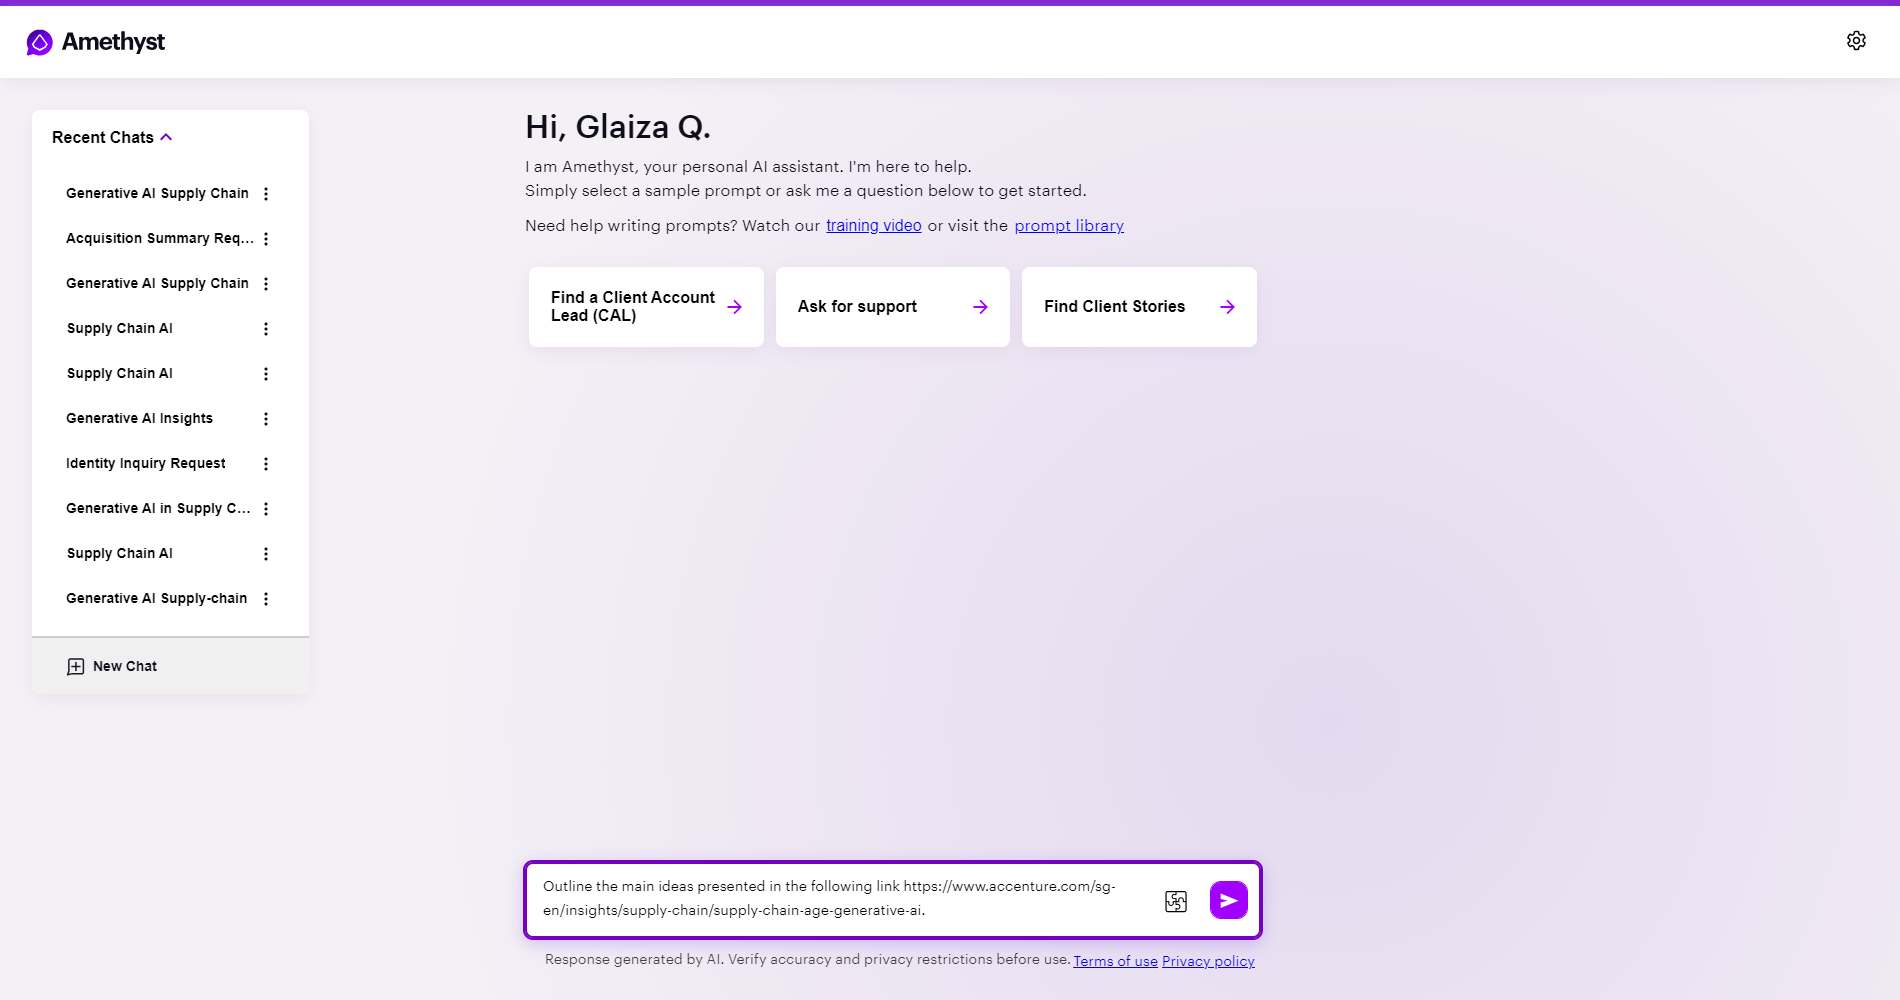 Amethyst
Recent Chats
Generative AI Supply Chain
Acquisition Summary Req...
Generative AI Supply Chain
Supply Chain AI
Supply Chain AI
Generative AI Insights
Identity Inquiry Request
Generative AI in Supply C...
Supply Chain AI
Generative AI Supply-chain
New Chat
Hi, Glaiza Q.
I am Amethyst, your personal AI assistant. I'm here to help.
Simply select a sample prompt or ask me a question below to get started.
Need help writing prompts? Watch our training video or visit the prompt library
Find a Client Account
Lead (CAL)
Ask for support
Find Client Stories
Outline the main ideas presented in the following link https://www.accenture.com/sg-
en/insights/supply-chain/supply-chain-age-generative-ai.
Response generated by AI. Verify accuracy and privacy restrictions before use. Terms of use Privacy policy